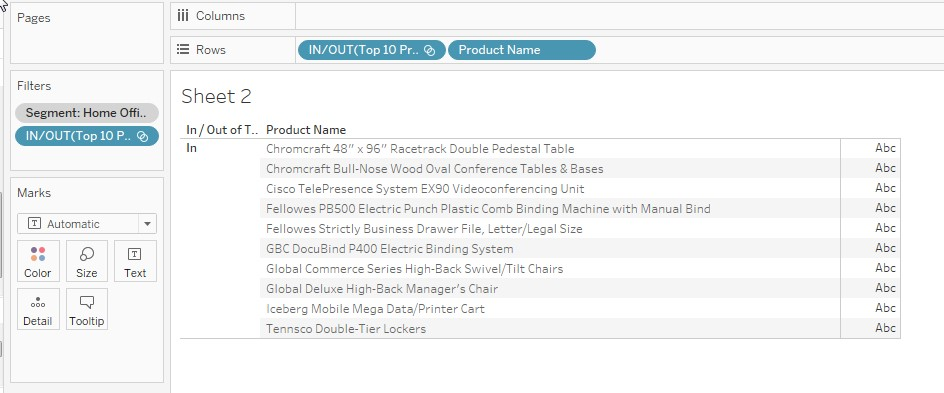 Pages
Columns
Rows
IN/OUT(Top 10 Pr..
Product Name
Filters
Segment: Home Offi..
IN/OUT(Top 10 P..
Marks
Automatic
Color
Size
Text
Detail
Tooltip
Sheet 2
In / Out of T.. Product Name
In Chromcraft 48" x 96" Racetrack Double Pedestal Table Abc
Chromcraft Bull-Nose Wood Oval Conference Tables & Bases Abc
Cisco TelePresence System EX90 Videoconferencing Unit Abc
Fellowes PB500 Electric Punch Plastic Comb Binding Machine with Manual Bind Abc
Fellowes Strictly Business Drawer File, Letter/Legal Size Abc
GBC DocuBind P400 Electric Binding System Abc
Global Commerce Series High-Back Swivel/Tilt Chairs Abc
Global Deluxe High-Back Manager's Chair Abc
Iceberg Mobile Mega Data/Printer Cart Abc
Tennsco Double-Tier Lockers Abc